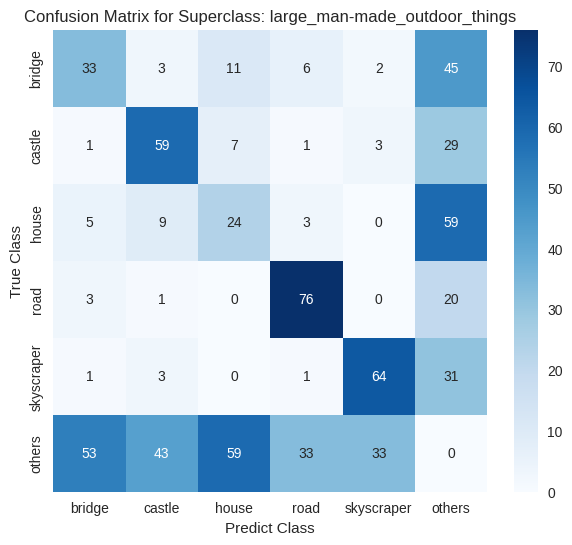 Confusion Matrix for Superclass: large_man-made_outdoor_things
bridge 33 3 11 6 2 45
castle 1 59 7 1 3 29
house 5 9 24 3 0 59
road 3 1 0 76 0 20
skyscraper 1 3 0 1 64 31
others 53 43 59 33 33 0
bridge castle house road skyscraper others
Predict Class
True Class
70
60
50
40
30
20
10
0